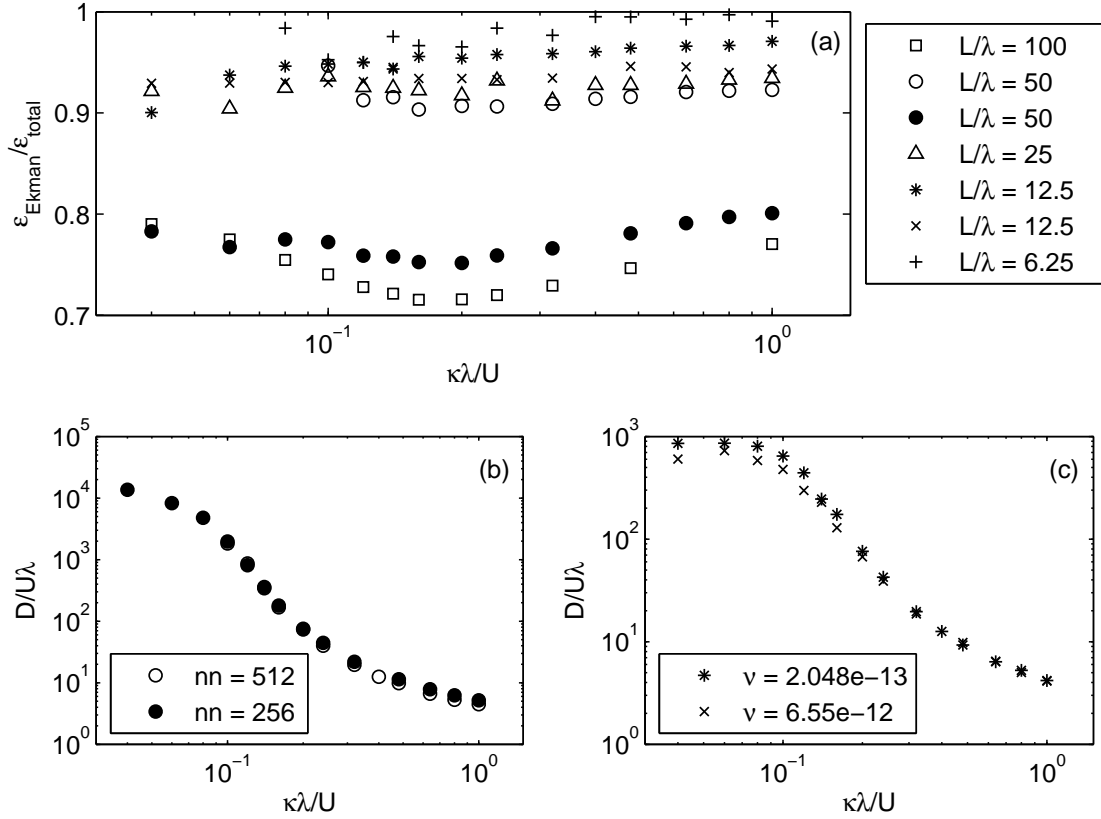 (a)
1
0.9
0.8
0.7
ε_Ekman/ε_total
10^-1
10^0
κλ/U
L/λ = 100
L/λ = 50
L/λ = 50
L/λ = 25
L/λ = 12.5
L/λ = 12.5
L/λ = 6.25
(b)
10^5
10^4
10^3
10^2
10^1
10^0
D/Uλ
nn = 512
nn = 256
10^-1
10^0
κλ/U
(c)
10^3
10^2
10^1
10^0
D/Uλ
ν = 2.048e−13
ν = 6.55e−12
10^-1
10^0
κλ/U